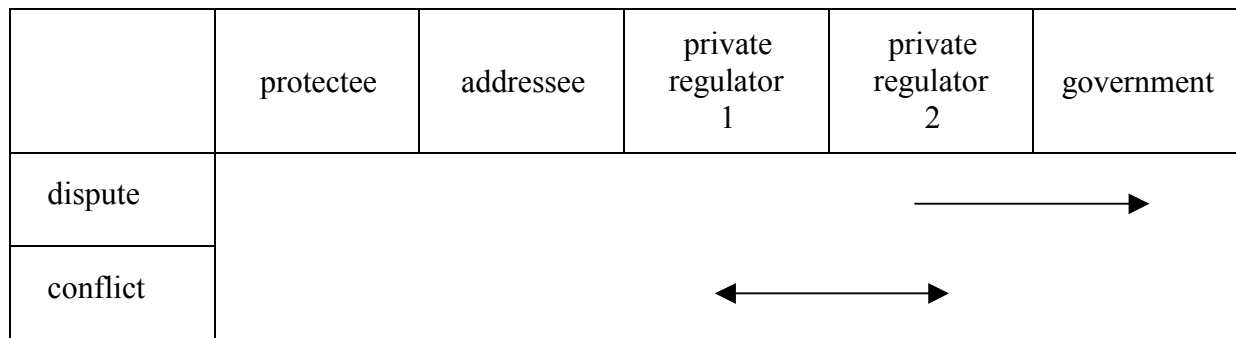 protectee
addressee
private
regulator
1
private
regulator
2
government
dispute
conflict